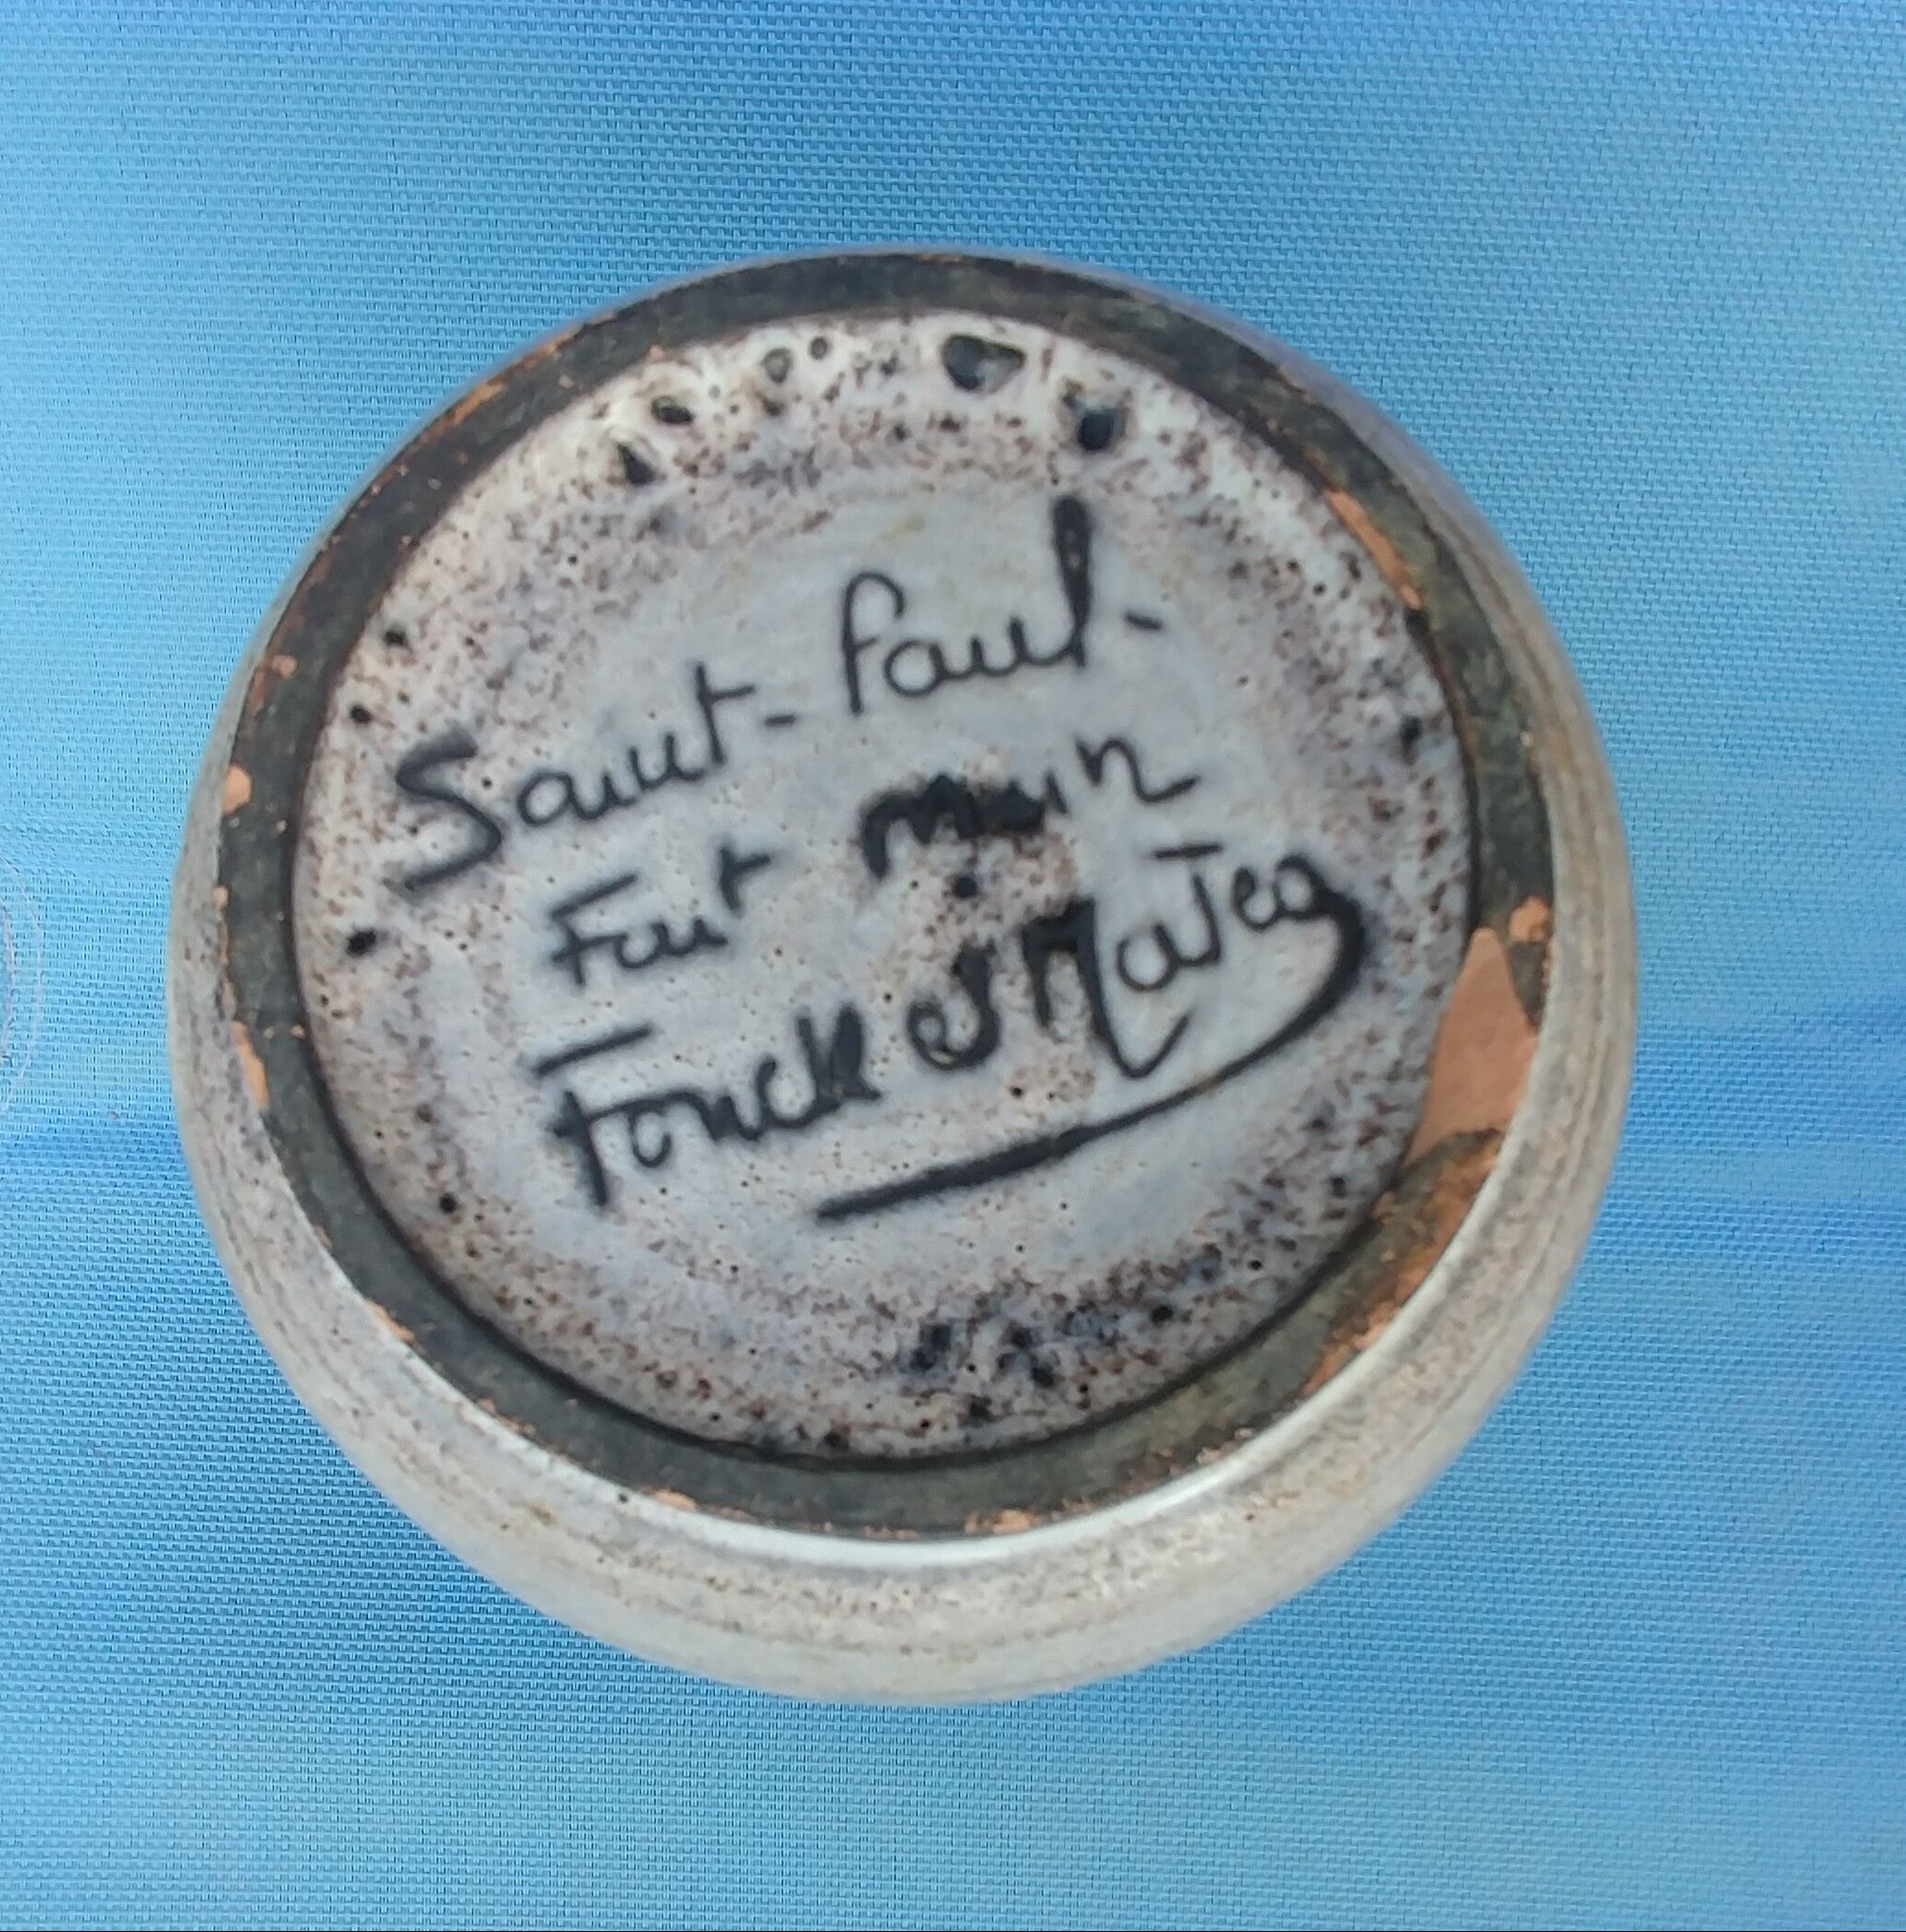 Saint-Paul-
Fait main
Fonck et Mateo